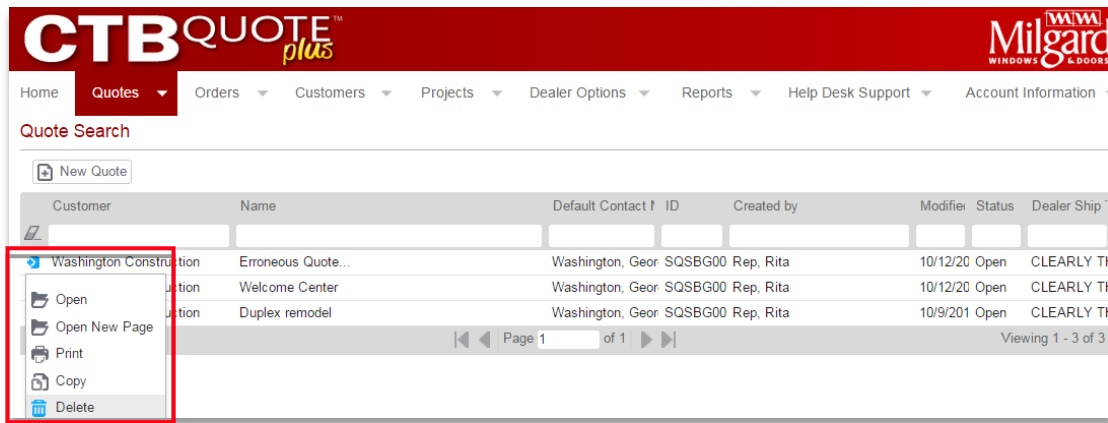 CTBQUOTE plus™
Milgard
WINDOWS & DOORS
Home Quotes Orders Customers Projects Dealer Options Reports Help Desk Support Account Information
Quote Search
New Quote
Customer Name Default Contact N ID Created by Modified Status Dealer Ship T
Washington Construction Erroneous Quote... Washington, Geor SQSBG00 Rep, Rita 10/12/20 Open CLEARLY TH
uction Welcome Center Washington, Geor SQSBG00 Rep, Rita 10/12/20 Open CLEARLY TH
uction Duplex remodel Washington, Geor SQSBG00 Rep, Rita 10/9/201 Open CLEARLY TH
Page 1 of 1 Viewing 1 - 3 of 3
Open
Open New Page
Print
Copy
Delete